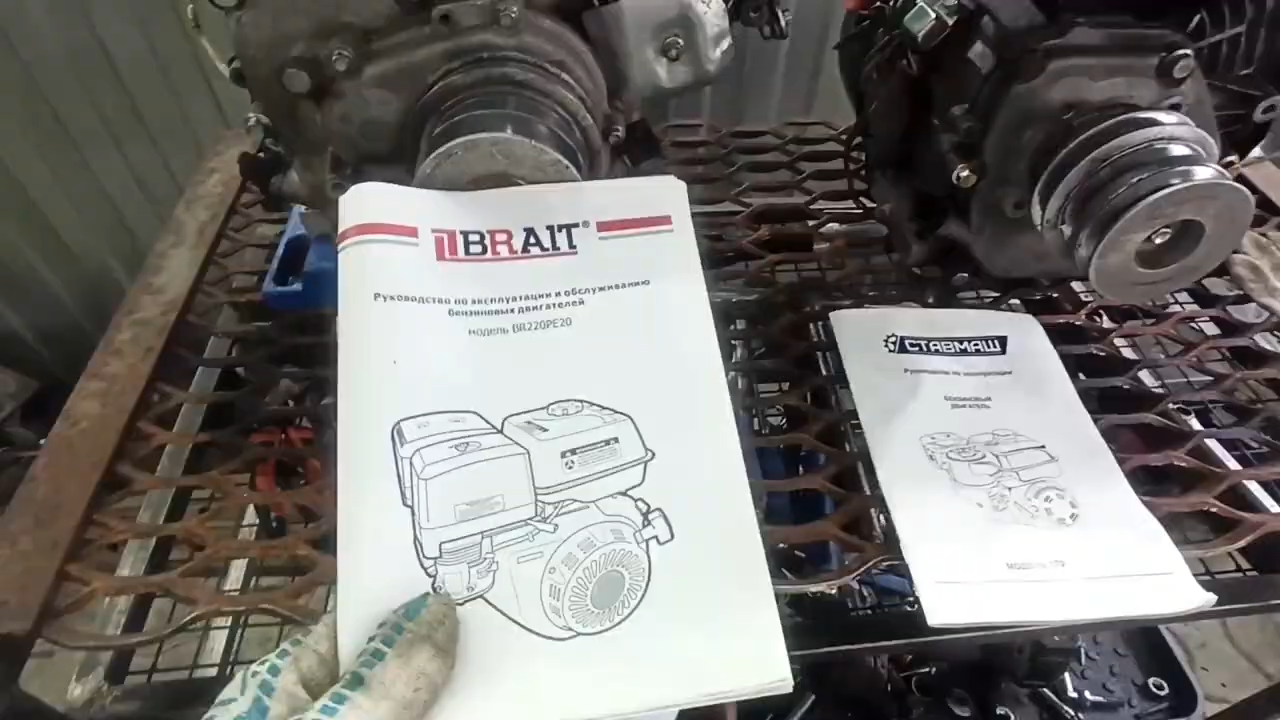 BRAIT®
Руководство по эксплуатации и обслуживанию
бензиновых двигателей
модель BR220PE20
СТАВМАШ
Руководство по эксплуатации
БЕНЗИНОВЫЙ
ДВИГАТЕЛЬ